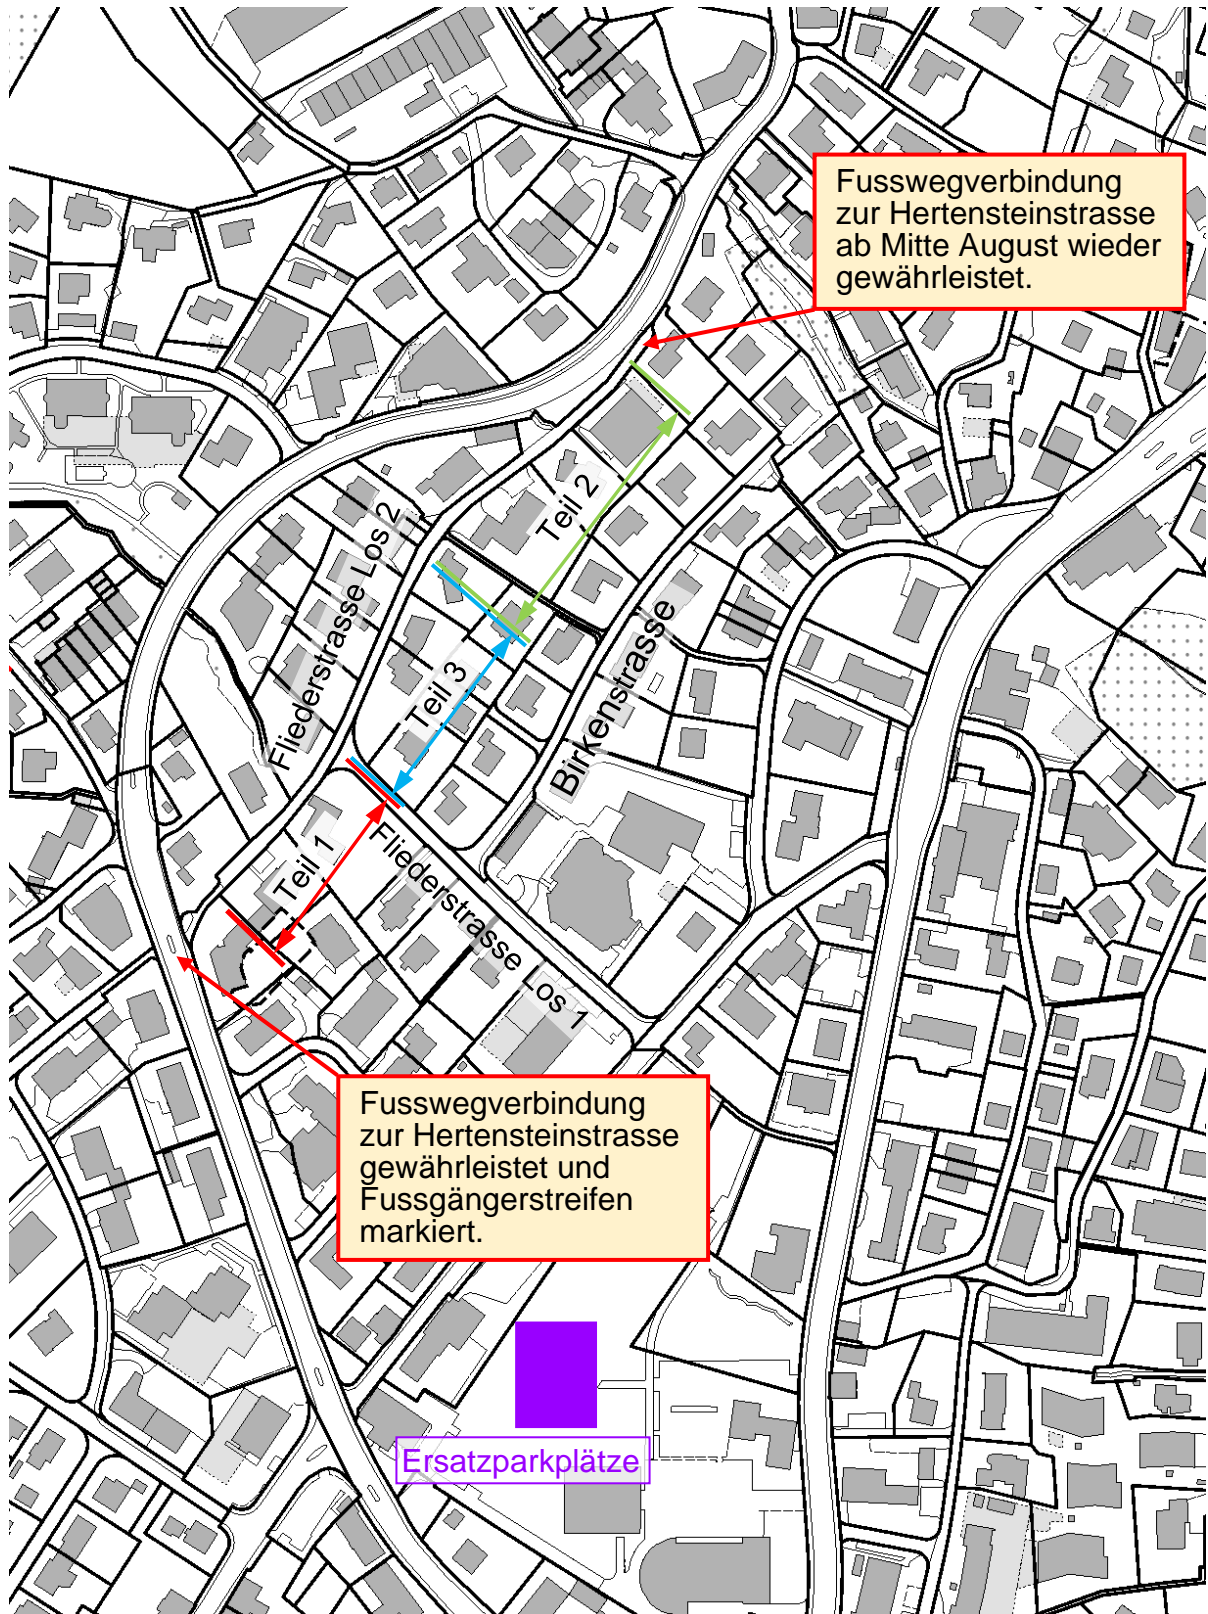 Fusswegverbindung
zur Hertensteinstrasse
ab Mitte August wieder
gewährleistet.
Teil 2
Fliederstrasse Los 2
Teil 3
Birkenstrasse
Teil 1
Fliederstrasse Los 1
Fusswegverbindung
zur Hertensteinstrasse
gewährleistet und
Fussgängerstreifen
markiert.
Ersatzparkplätze